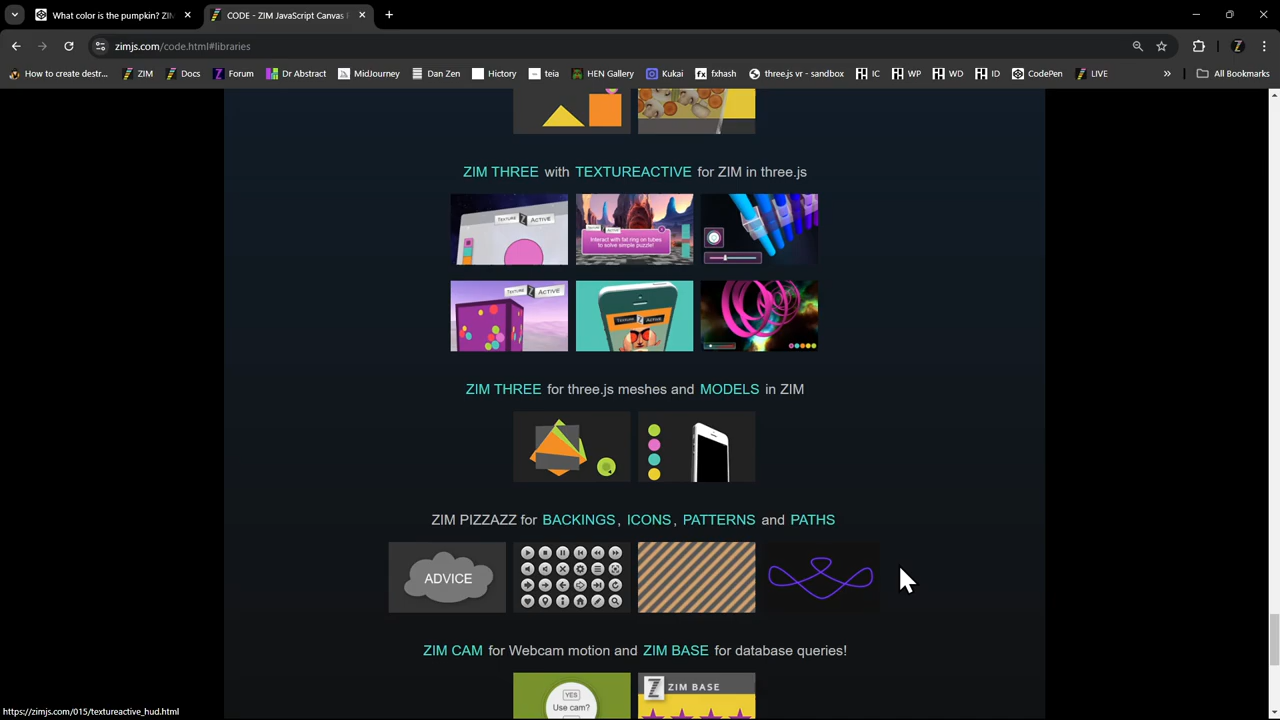 What color is the pumpkin? ZIM
CODE - ZIM JavaScript Canvas F
zimjs.com/code.html#libraries
How to create destr...
ZIM
Docs
Forum
Dr Abstract
MidJourney
Dan Zen
Hictory
teia
HEN Gallery
Kukai
fxhash
three.js vr - sandbox
IC
WP
WD
ID
CodePen
LIVE
All Bookmarks
ZIM THREE with TEXTUREACTIVE for ZIM in three.js
TEXTURE ACTIVE
Interact with fat ring on tubes
to solve simple puzzle!
TEXTURE ACTIVE
TEXTURE ACTIVE
ZIM THREE for three.js meshes and MODELS in ZIM
ZIM PIZZAZZ for BACKINGS, ICONS, PATTERNS and PATHS
ADVICE
ZIM CAM for Webcam motion and ZIM BASE for database queries!
YES
Use cam?
ZIM BASE
https://zimjs.com/015/textureactive_hud.html